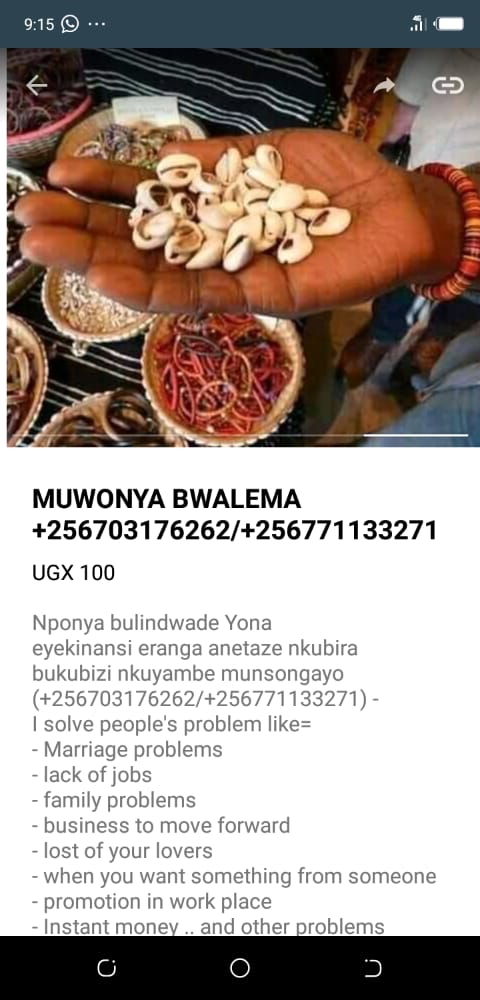 9:15
MUWONYA BWALEMA
+256703176262/+256771133271
UGX 100
Nponya bulindwade Yona
eyekinansi eranga anetaze nkubira
bukubizi nkuyambe munsongayo
(+256703176262/+256771133271) -
I solve people's problem like=
- Marriage problems
- lack of jobs
- family problems
- business to move forward
- lost of your lovers
- when you want something from someone
- promotion in work place
- Instant money .. and other problems